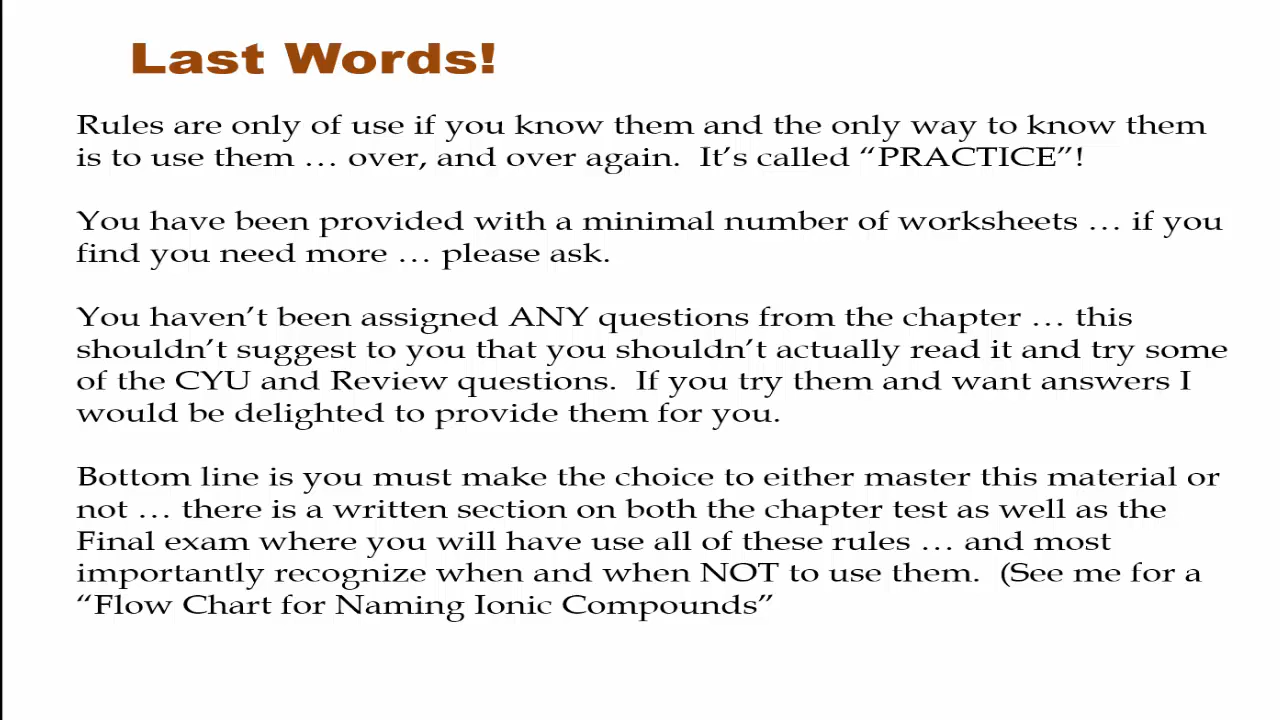 Last Words!
Rules are only of use if you know them and the only way to know them
is to use them … over, and over again.  It’s called “PRACTICE”!
You have been provided with a minimal number of worksheets … if you
find you need more … please ask.
You haven’t been assigned ANY questions from the chapter … this
shouldn’t suggest to you that you shouldn’t actually read it and try some
of the CYU and Review questions.  If you try them and want answers I
would be delighted to provide them for you.
Bottom line is you must make the choice to either master this material or
not … there is a written section on both the chapter test as well as the
Final exam where you will have use all of these rules … and most
importantly recognize when and when NOT to use them.  (See me for a
“Flow Chart for Naming Ionic Compounds”